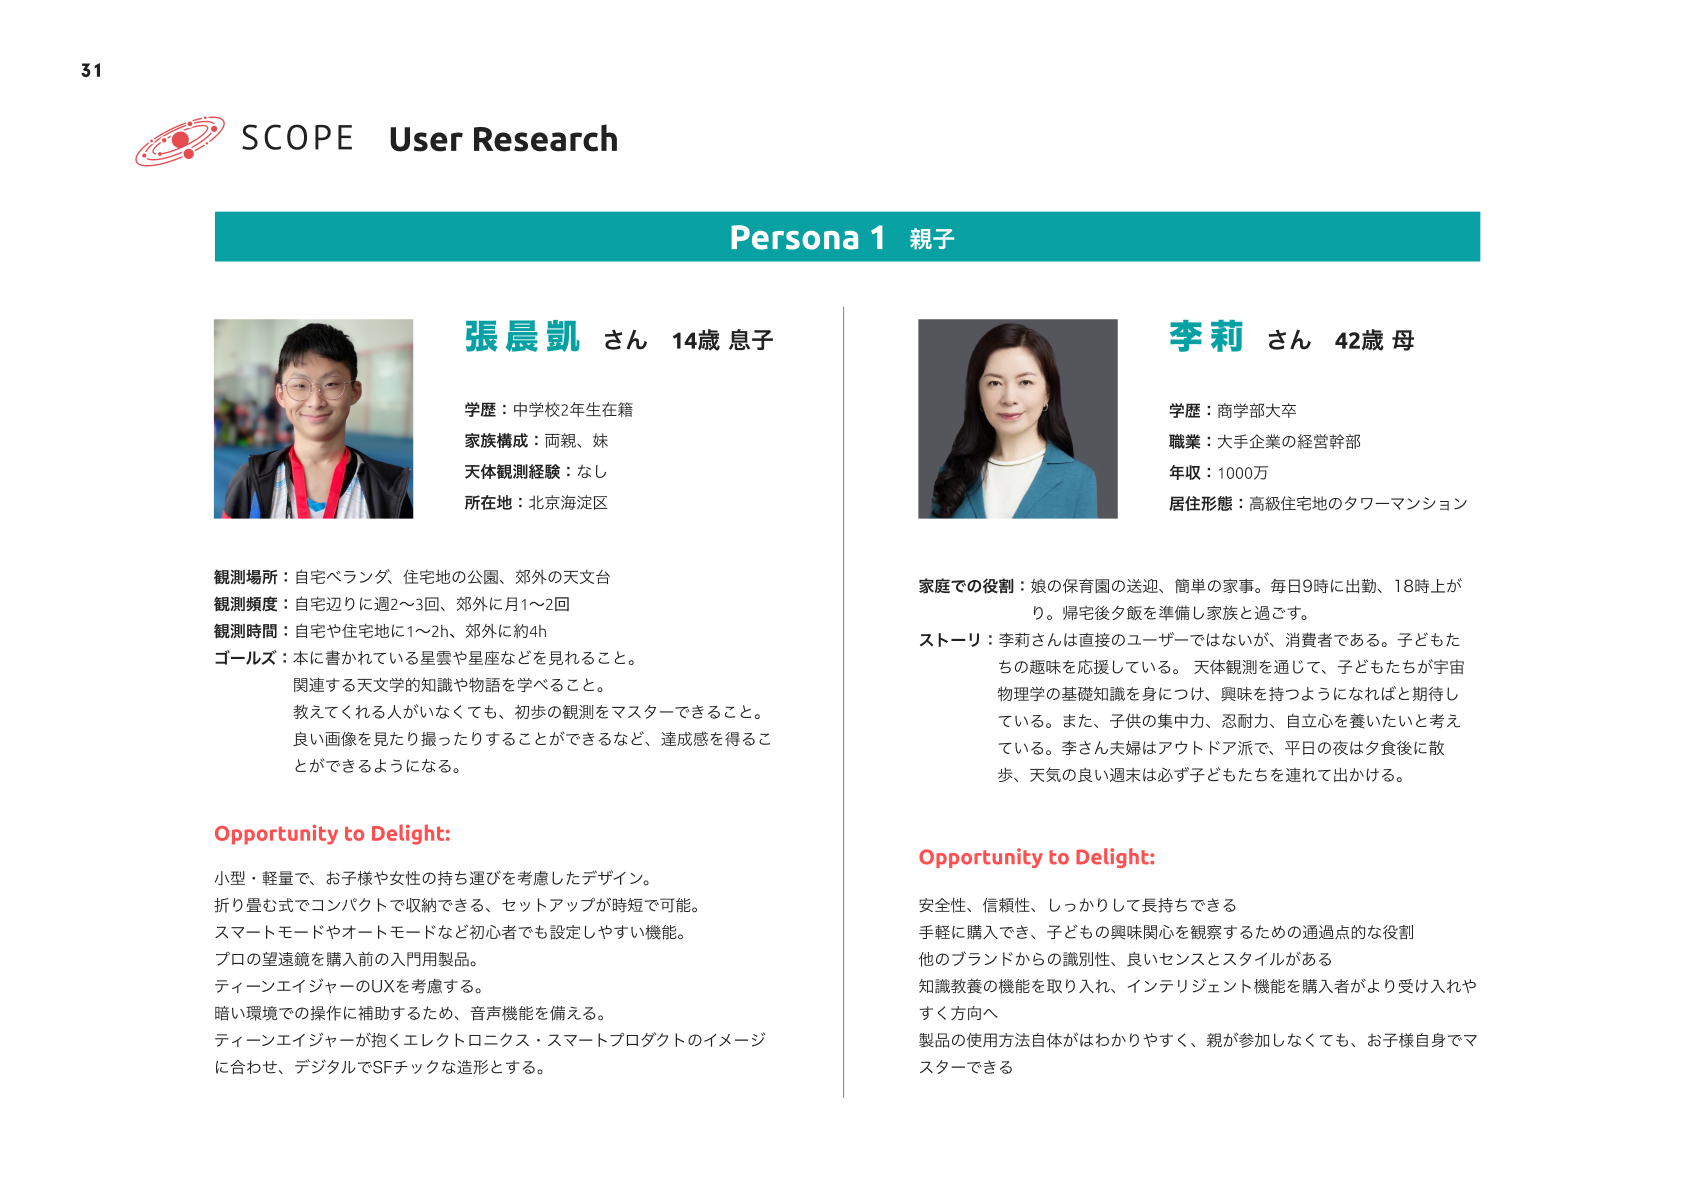 31
SCOPE User Research
Persona 1 親子
張晨凱 さん 14歳 息子
学歴：中学校2年生在籍
家族構成：両親、妹
天体観測経験：なし
所在地：北京海淀区
観測場所：自宅ベランダ、住宅地の公園、郊外の天文台
観測頻度：自宅辺りに週2〜3回、郊外に月1〜2回
観測時間：自宅や住宅地に1〜2h、郊外に約4h
ゴールズ：本に書かれている星雲や星座などを見れること。
関連する天文学的知識や物語を学べること。
教えてくれる人がいなくても、初歩の観測をマスターできること。
良い画像を見たり撮ったりすることができるなど、達成感を得るこ
とができるようになる。
Opportunity to Delight:
小型・軽量で、お子様や女性の持ち運びを考慮したデザイン。
折り畳む式でコンパクトで収納できる、セットアップが時短で可能。
スマートモードやオートモードなど初心者でも設定しやすい機能。
プロの望遠鏡を購入前の入門用製品。
ティーンエイジャーのUXを考慮する。
暗い環境での操作に補助するため、音声機能を備える。
ティーンエイジャーが抱くエレクトロニクス・スマートプロダクトのイメージ
に合わせ、デジタルでSFチックな造形とする。
李莉 さん 42歳 母
学歴：商学部大卒
職業：大手企業の経営幹部
年収：1000万
居住形態：高級住宅地のタワーマンション
家庭での役割：娘の保育園の送迎、簡単の家事。毎日9時に出勤、18時上が
り。帰宅後夕飯を準備し家族と過ごす。
ストーリ：李莉さんは直接のユーザーではないが、消費者である。子どもた
ちの趣味を応援している。 天体観測を通じて、子どもたちが宇宙
物理学の基礎知識を身につけ、興味を持つようになればと期待し
ている。また、子供の集中力、忍耐力、自立心を養いたいと考え
ている。李さん夫婦はアウトドア派で、平日の夜は夕食後に散
歩、天気の良い週末は必ず子どもたちを連れて出かける。
Opportunity to Delight:
安全性、信頼性、しっかりして長持ちできる
手軽に購入でき、子どもの興味関心を観察するための通過点的な役割
他のブランドからの識別性、良いセンスとスタイルがある
知識教養の機能を取り入れ、インテリジェント機能を購入者がより受け入れや
すく方向へ
製品の使用方法自体がはわかりやすく、親が参加しなくても、お子様自身でマ
スターできる